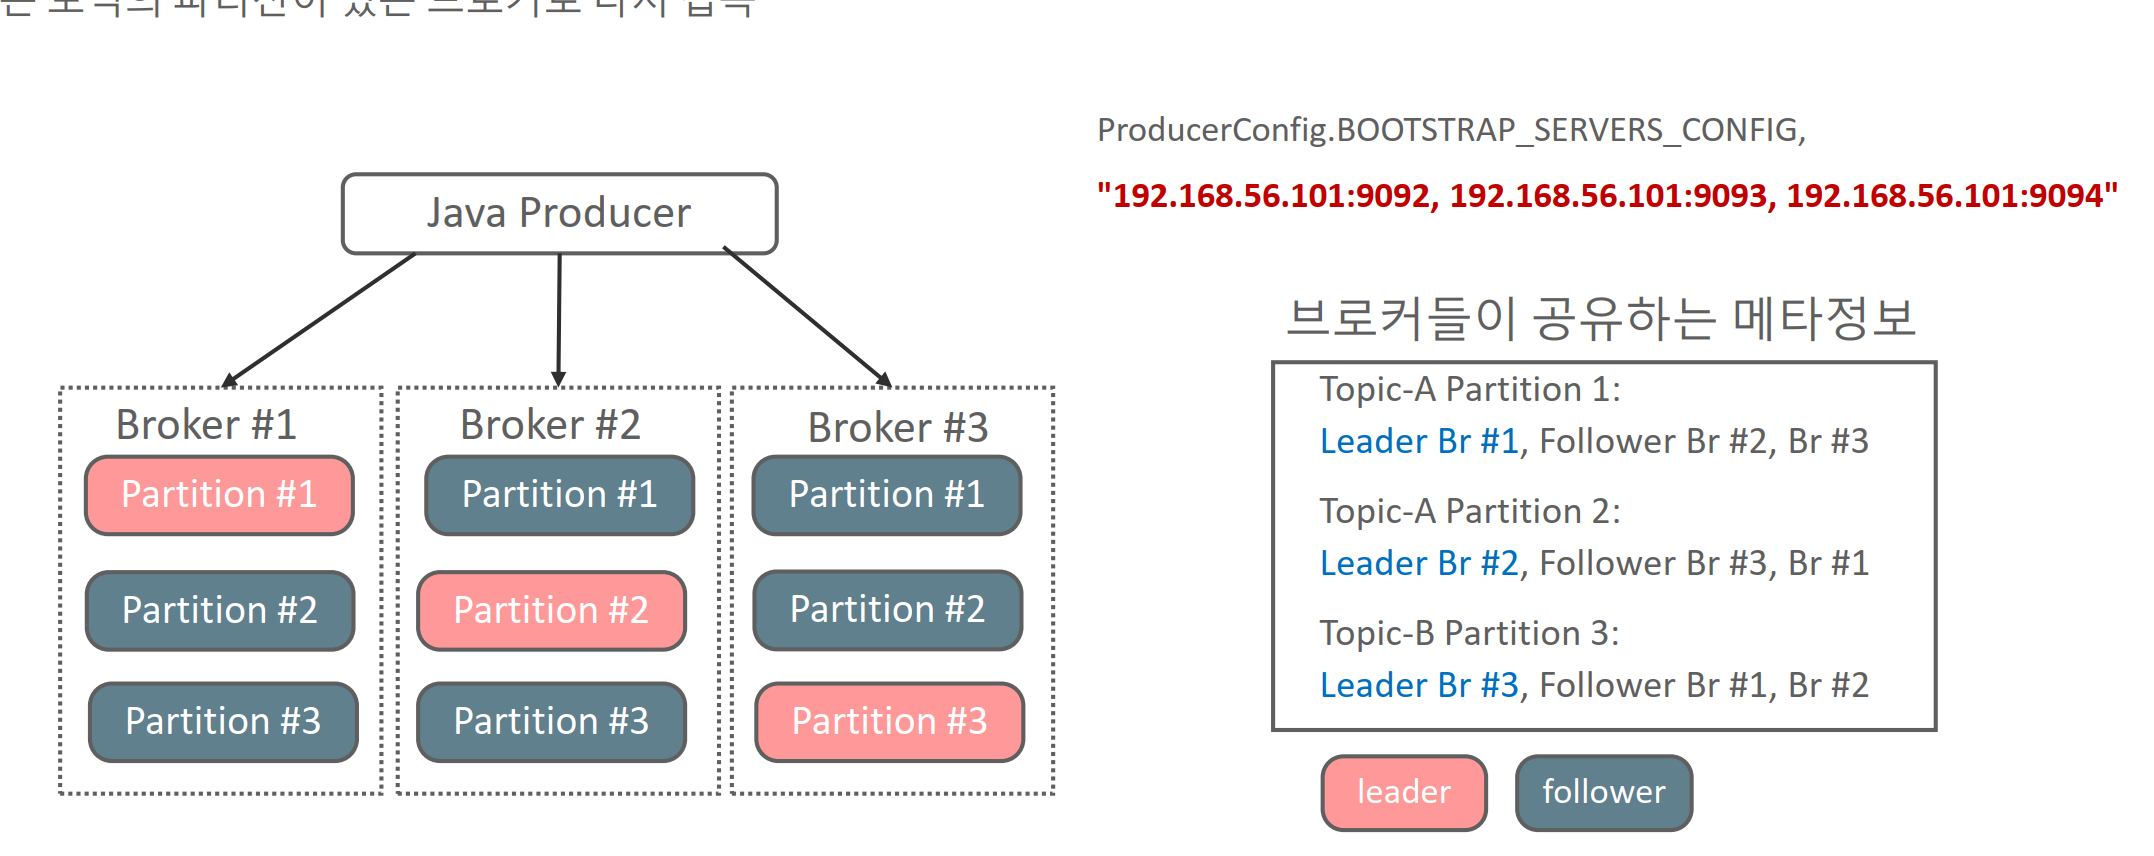 ProducerConfig.BOOTSTRAP_SERVERS_CONFIG,
"192.168.56.101:9092, 192.168.56.101:9093, 192.168.56.101:9094"
Java Producer
Broker #1
Partition #1
Partition #2
Partition #3
Broker #2
Partition #1
Partition #2
Partition #3
Broker #3
Partition #1
Partition #2
Partition #3
브로커들이 공유하는 메타정보
Topic-A Partition 1:
Leader Br #1, Follower Br #2, Br #3
Topic-A Partition 2:
Leader Br #2, Follower Br #3, Br #1
Topic-B Partition 3:
Leader Br #3, Follower Br #1, Br #2
leader
follower